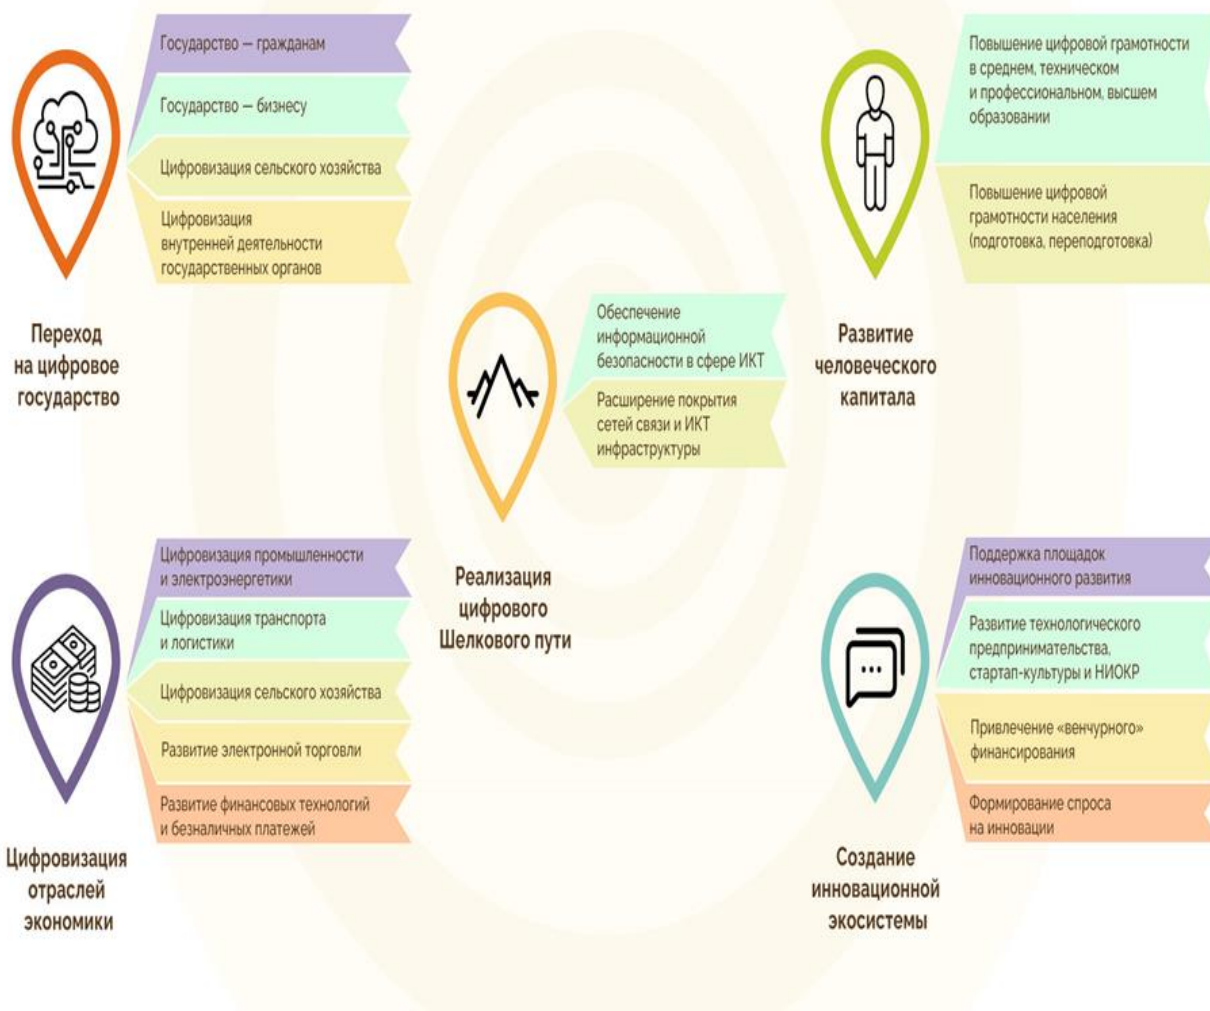 Государство — гражданам
Государство — бизнесу
Цифровизация сельского хозяйства
Цифровизация
внутренней деятельности
государственных органов
Переход
на цифровое
государство
Повышение цифровой грамотности
в среднем, техническом
и профессиональном, высшем
образовании
Повышение цифровой
грамотности населения
(подготовка, переподготовка)
Развитие
человеческого
капитала
Обеспечение
информационной
безопасности в сфере ИКТ
Расширение покрытия
сетей связи и ИКТ
инфраструктуры
Реализация
цифрового
Шелкового пути
Цифровизация промышленности
и электроэнергетики
Цифровизация транспорта
и логистики
Цифровизация сельского хозяйства
Развитие электронной торговли
Развитие финансовых технологий
и безналичных платежей
Цифровизация
отраслей
экономики
Поддержка площадок
инновационного развития
Развитие технологического
предпринимательства,
стартап-культуры и НИОКР
Привлечение «венчурного»
финансирования
Формирование спроса
на инновации
Создание
инновационной
экосистемы